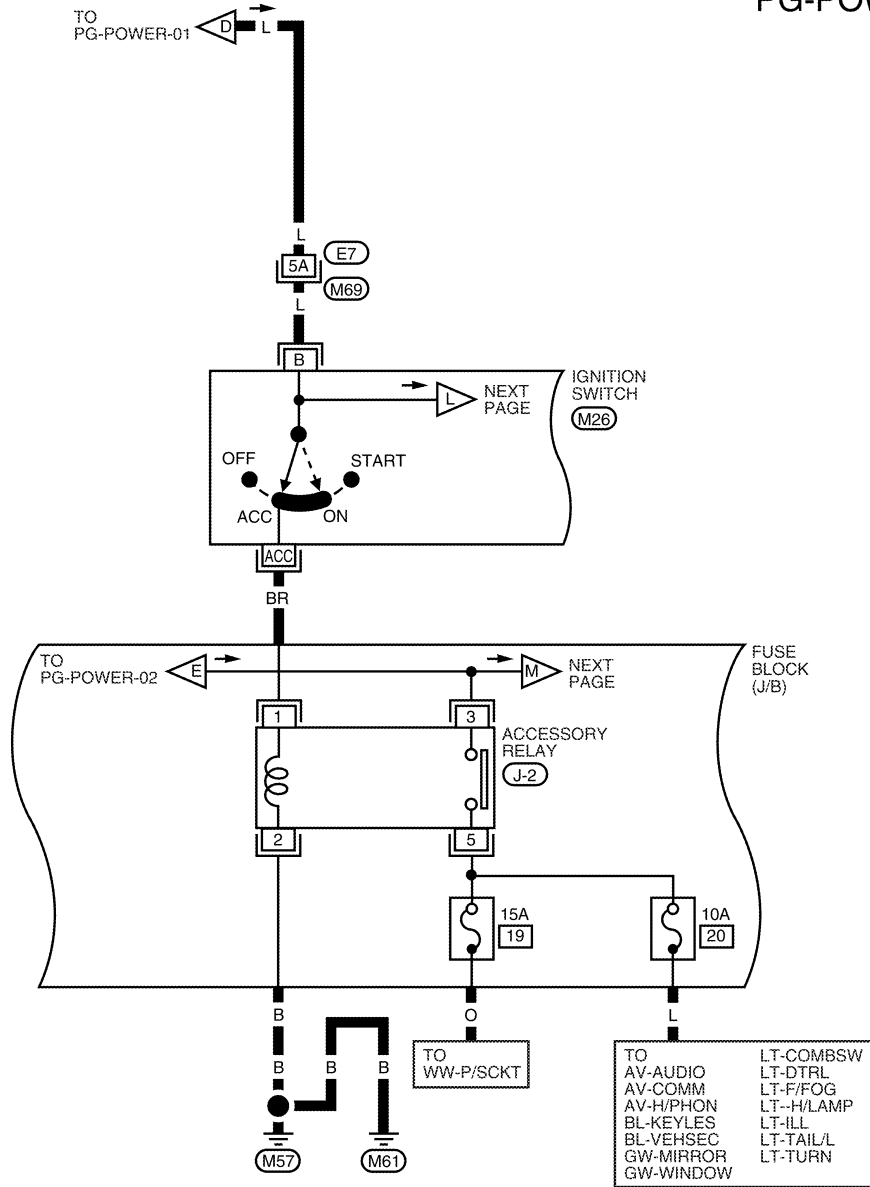 PG-POW
TO
PG-POWER-01
D
L
L
5A
E7
M69
L
B
IGNITION
SWITCH
M26
L
NEXT
PAGE
OFF
START
ACC
ON
ACC
BR
TO
PG-POWER-02
E
M
NEXT
PAGE
FUSE
BLOCK
(J/B)
1
3
ACCESSORY
RELAY
J-2
2
5
15A
19
10A
20
B
O
L
B
B
B
TO
WW-P/SCKT
M57
M61
TO
AV-AUDIO
AV-COMM
AV-H/PHON
BL-KEYLES
BL-VEHSEC
GW-MIRROR
GW-WINDOW
LT-COMBSW
LT-DTRL
LT-F/FOG
LT--H/LAMP
LT-ILL
LT-TAIL/L
LT-TURN